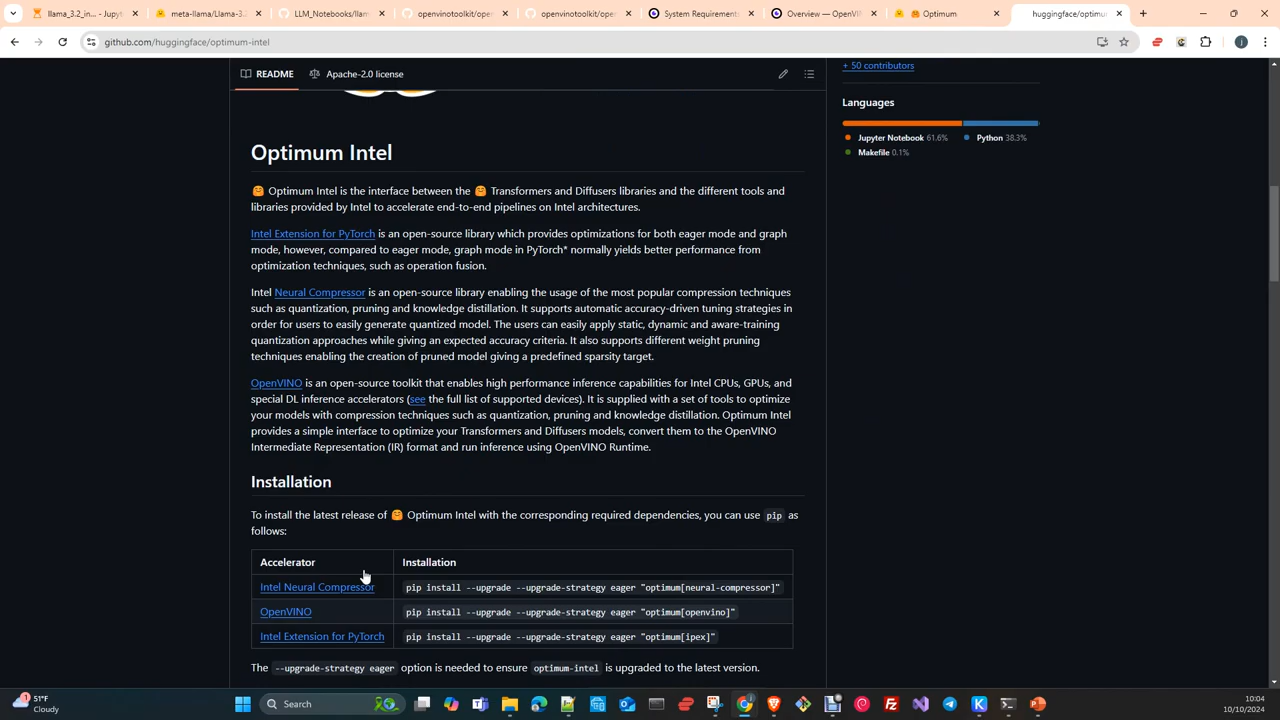 llama_3.2_in... - Jupyt
meta-llama/Llama-3.
LLM_Notebooks/llam
openvinotoolkit/oper
openvinotoolkit/oper
System Requirements
Overview — OpenVI
Optimum
huggingface/optimu
github.com/huggingface/optimum-intel
README
Apache-2.0 license
+ 50 contributors
Languages
Jupyter Notebook 61.6%
Python 38.3%
Makefile 0.1%
Optimum Intel
Optimum Intel is the interface between the Transformers and Diffusers libraries and the different tools and
libraries provided by Intel to accelerate end-to-end pipelines on Intel architectures.
Intel Extension for PyTorch is an open-source library which provides optimizations for both eager mode and graph
mode, however, compared to eager mode, graph mode in PyTorch* normally yields better performance from
optimization techniques, such as operation fusion.
Intel Neural Compressor is an open-source library enabling the usage of the most popular compression techniques
such as quantization, pruning and knowledge distillation. It supports automatic accuracy-driven tuning strategies in
order for users to easily generate quantized model. The users can easily apply static, dynamic and aware-training
quantization approaches while giving an expected accuracy criteria. It also supports different weight pruning
techniques enabling the creation of pruned model giving a predefined sparsity target.
OpenVINO is an open-source toolkit that enables high performance inference capabilities for Intel CPUs, GPUs, and
special DL inference accelerators (see the full list of supported devices). It is supplied with a set of tools to optimize
your models with compression techniques such as quantization, pruning and knowledge distillation. Optimum Intel
provides a simple interface to optimize your Transformers and Diffusers models, convert them to the OpenVINO
Intermediate Representation (IR) format and run inference using OpenVINO Runtime.
Installation
To install the latest release of Optimum Intel with the corresponding required dependencies, you can use pip as
follows:
Accelerator Installation
Intel Neural Compressor pip install --upgrade --upgrade-strategy eager "optimum[neural-compressor]"
OpenVINO pip install --upgrade --upgrade-strategy eager "optimum[openvino]"
Intel Extension for PyTorch pip install --upgrade --upgrade-strategy eager "optimum[ipex]"
The --upgrade-strategy eager option is needed to ensure optimum-intel is upgraded to the latest version.
51°F
Cloudy
Search
10:04
10/10/2024